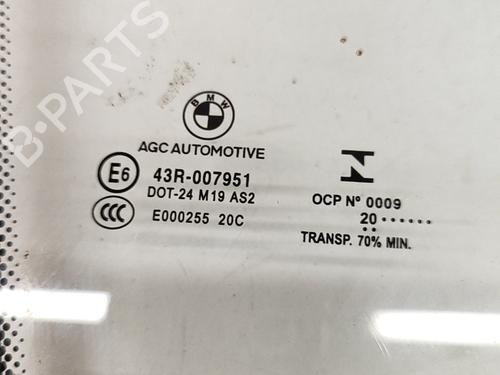 B-PARTS
BMW
AGC AUTOMOTIVE
E6 43R-007951
DOT-24 M19 AS2
CCC E000255 20C
OCP Nº 0009
20......
..
TRANSP. 70% MIN.